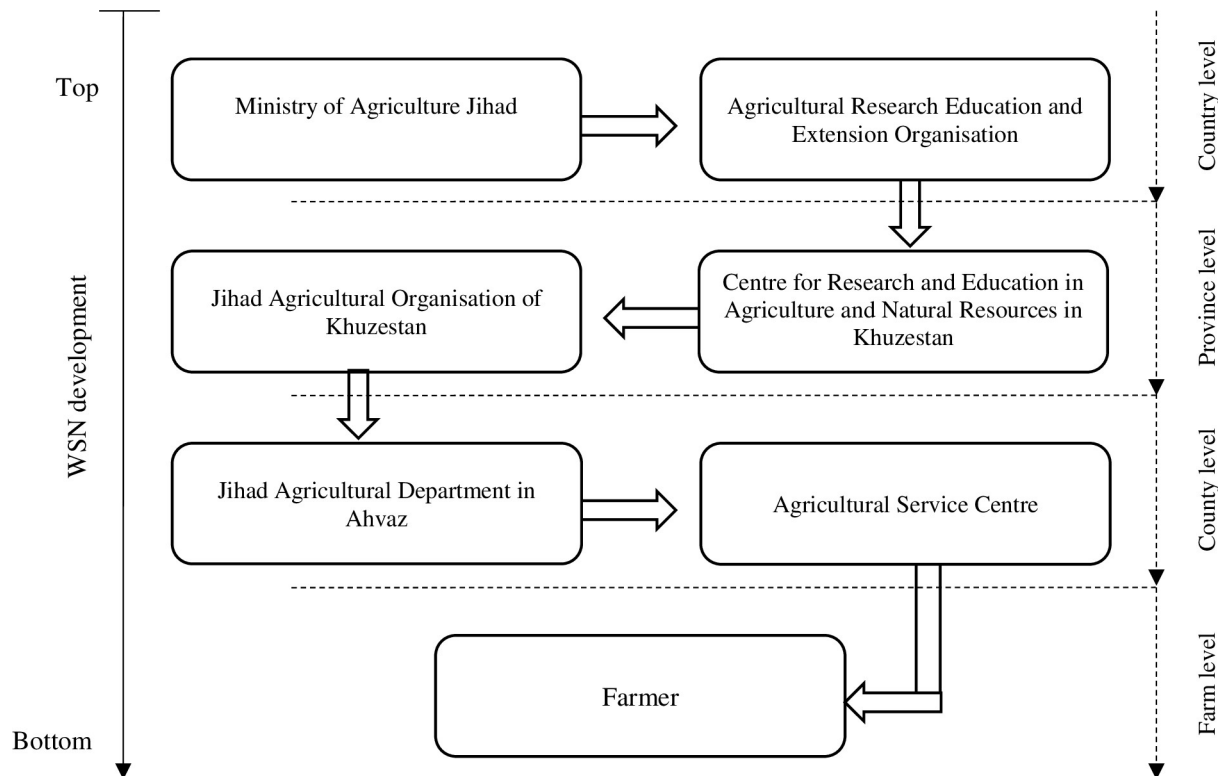 Top
Ministry of Agriculture Jihad
Agricultural Research Education and
Extension Organisation
Country level
WSN development
Jihad Agricultural Organisation of
Khuzestan
Centre for Research and Education in
Agriculture and Natural Resources in
Khuzestan
Province level
Jihad Agricultural Department in
Ahvaz
Agricultural Service Centre
County level
Farmer
Farm level
Bottom